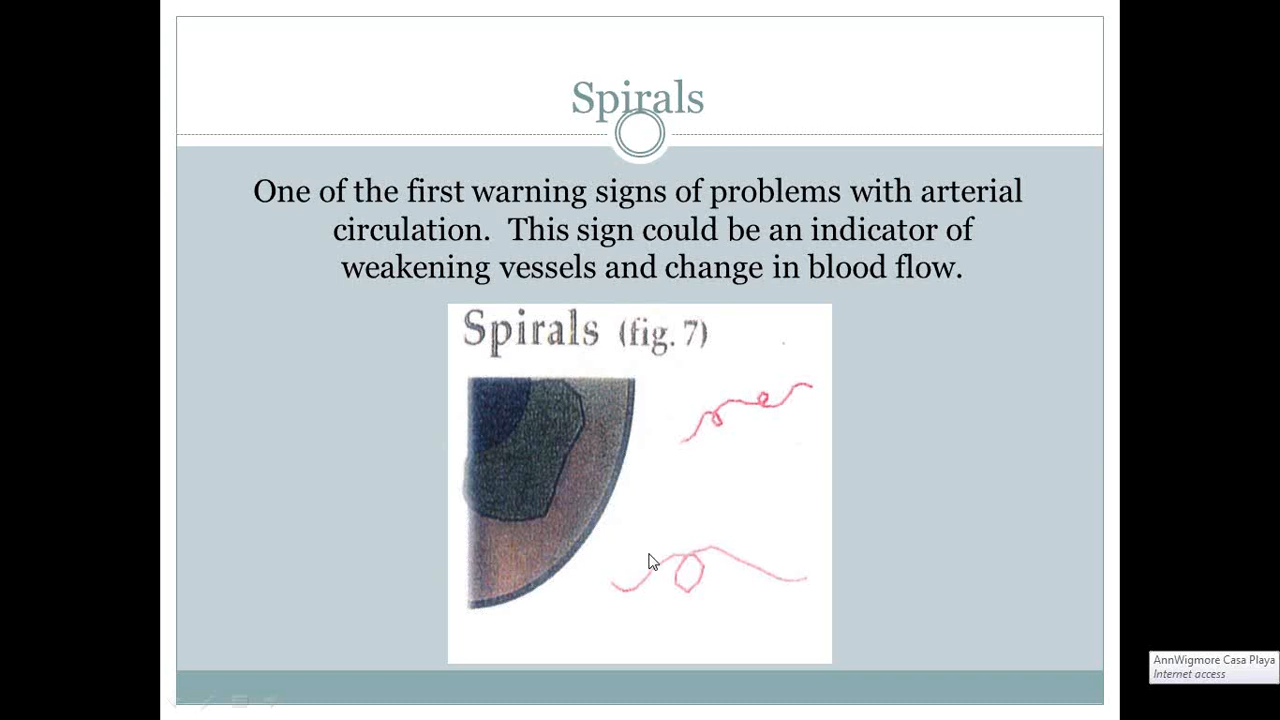 Spirals
One of the first warning signs of problems with arterial
circulation.  This sign could be an indicator of
weakening vessels and change in blood flow.
Spirals (fig. 7)
AnnWigmore Casa Playa
Internet access